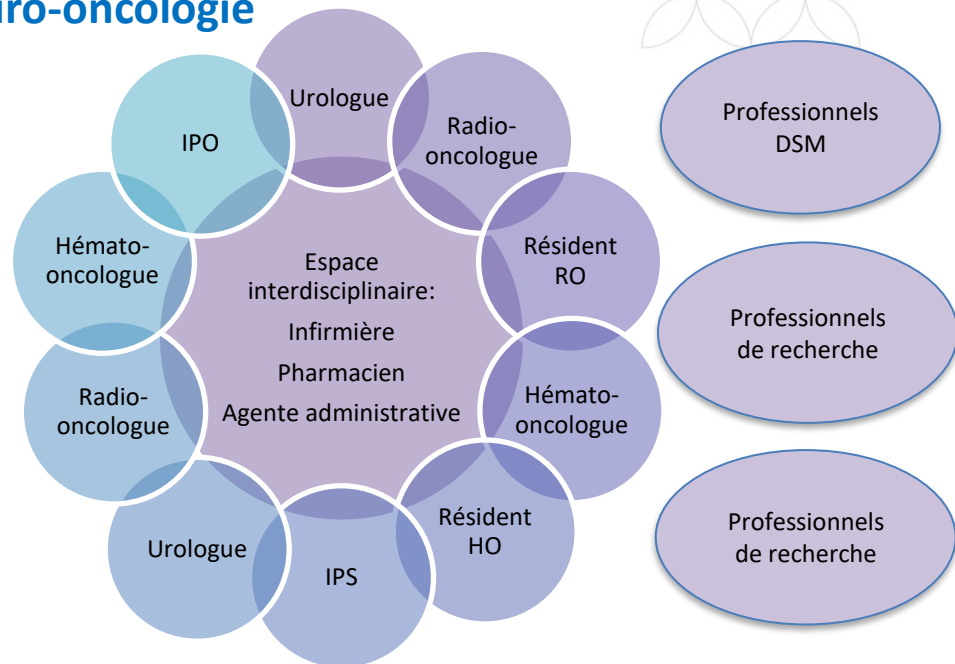 ro-oncologie
Urologue
Radio-
oncologue
Résident
RO
Hémato-
oncologue
Résident
HO
IPS
Urologue
Radio-
oncologue
Hémato-
oncologue
IPO
Espace
interdisciplinaire:
Infirmière
Pharmacien
Agente administrative
Professionnels
DSM
Professionnels
de recherche
Professionnels
de recherche